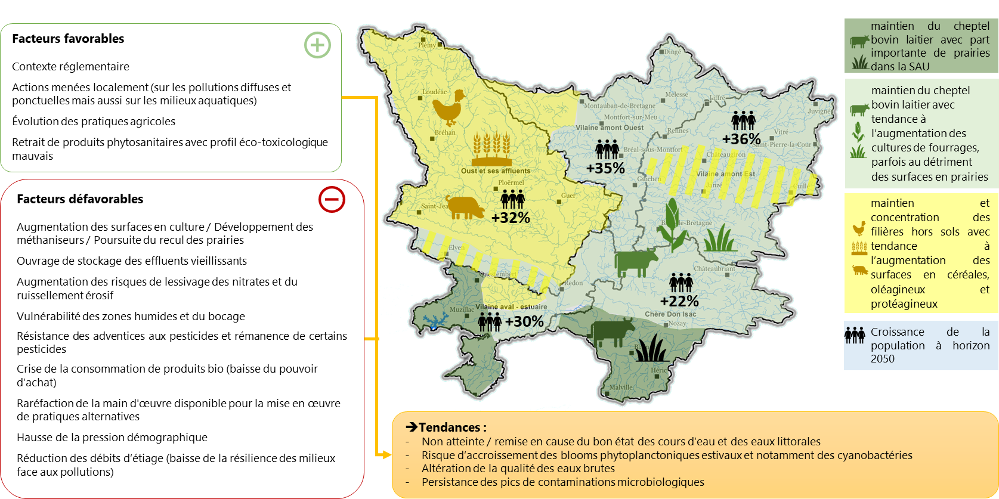 Facteurs favorables
Contexte réglementaire
Actions menées localement (sur les pollutions diffuses et
ponctuelles mais aussi sur les milieux aquatiques)
Évolution des pratiques agricoles
Retrait de produits phytosanitaires avec profil éco-toxicologique
mauvais
Facteurs défavorables
Augmentation des surfaces en culture / Développement des
méthaniseurs / Poursuite du recul des prairies
Ouvrage de stockage des effluents vieillissants
Augmentation des risques de lessivage des nitrates et du
ruissellement érosif
Vulnérabilité des zones humides et du bocage
Résistance des adventices aux pesticides et rémanence de certains
pesticides
Crise de la consommation de produits bio (baisse du pouvoir
d'achat)
Raréfaction de la main d'œuvre disponible pour la mise en œuvre
de pratiques alternatives
Hausse de la pression démographique
Réduction des débits d'étiage (baisse de la résilience des milieux
face aux pollutions)
Plémy
Dingé
Loudéac
Mélesse
Liffré
Montauban-de-Bretagne
Juvigné
Montfort-sur-Meu
Vilaine amont Ouest
Bréhan
Rennes
Vitré
+36%
Saint-Pierre-la-Cour
Bréal-sous-Montfort
Châteaugiron
+35%
Oust et ses affluents
Vilaine amont Est
Guichen
Ploërmel
Janzé
Cuillé
Guer
Saint-Jea
+32%
-de-Bretagne
Elven
Questembert
Châteaubriant
Redon
+22%
Vilaine aval - estuaire
Muzillac
Chère Don Isac
+30%
Nozay
Bla
Héric
Malville
maintien du cheptel
bovin laitier avec part
importante de prairies
dans la SAU
maintien du cheptel
bovin laitier avec
tendance à
l'augmentation des
cultures de fourrages,
parfois au détriment
des surfaces en prairies
maintien et
concentration des
filières hors sols avec
tendance à
l'augmentation des
surfaces en céréales,
oléagineux et
protéagineux
Croissance de la
population à horizon
2050
➔Tendances :
- Non atteinte / remise en cause du bon état des cours d'eau et des eaux littorales
- Risque d'accroissement des blooms phytoplanctoniques estivaux et notamment des cyanobactéries
- Altération de la qualité des eaux brutes
- Persistance des pics de contaminations microbiologiques